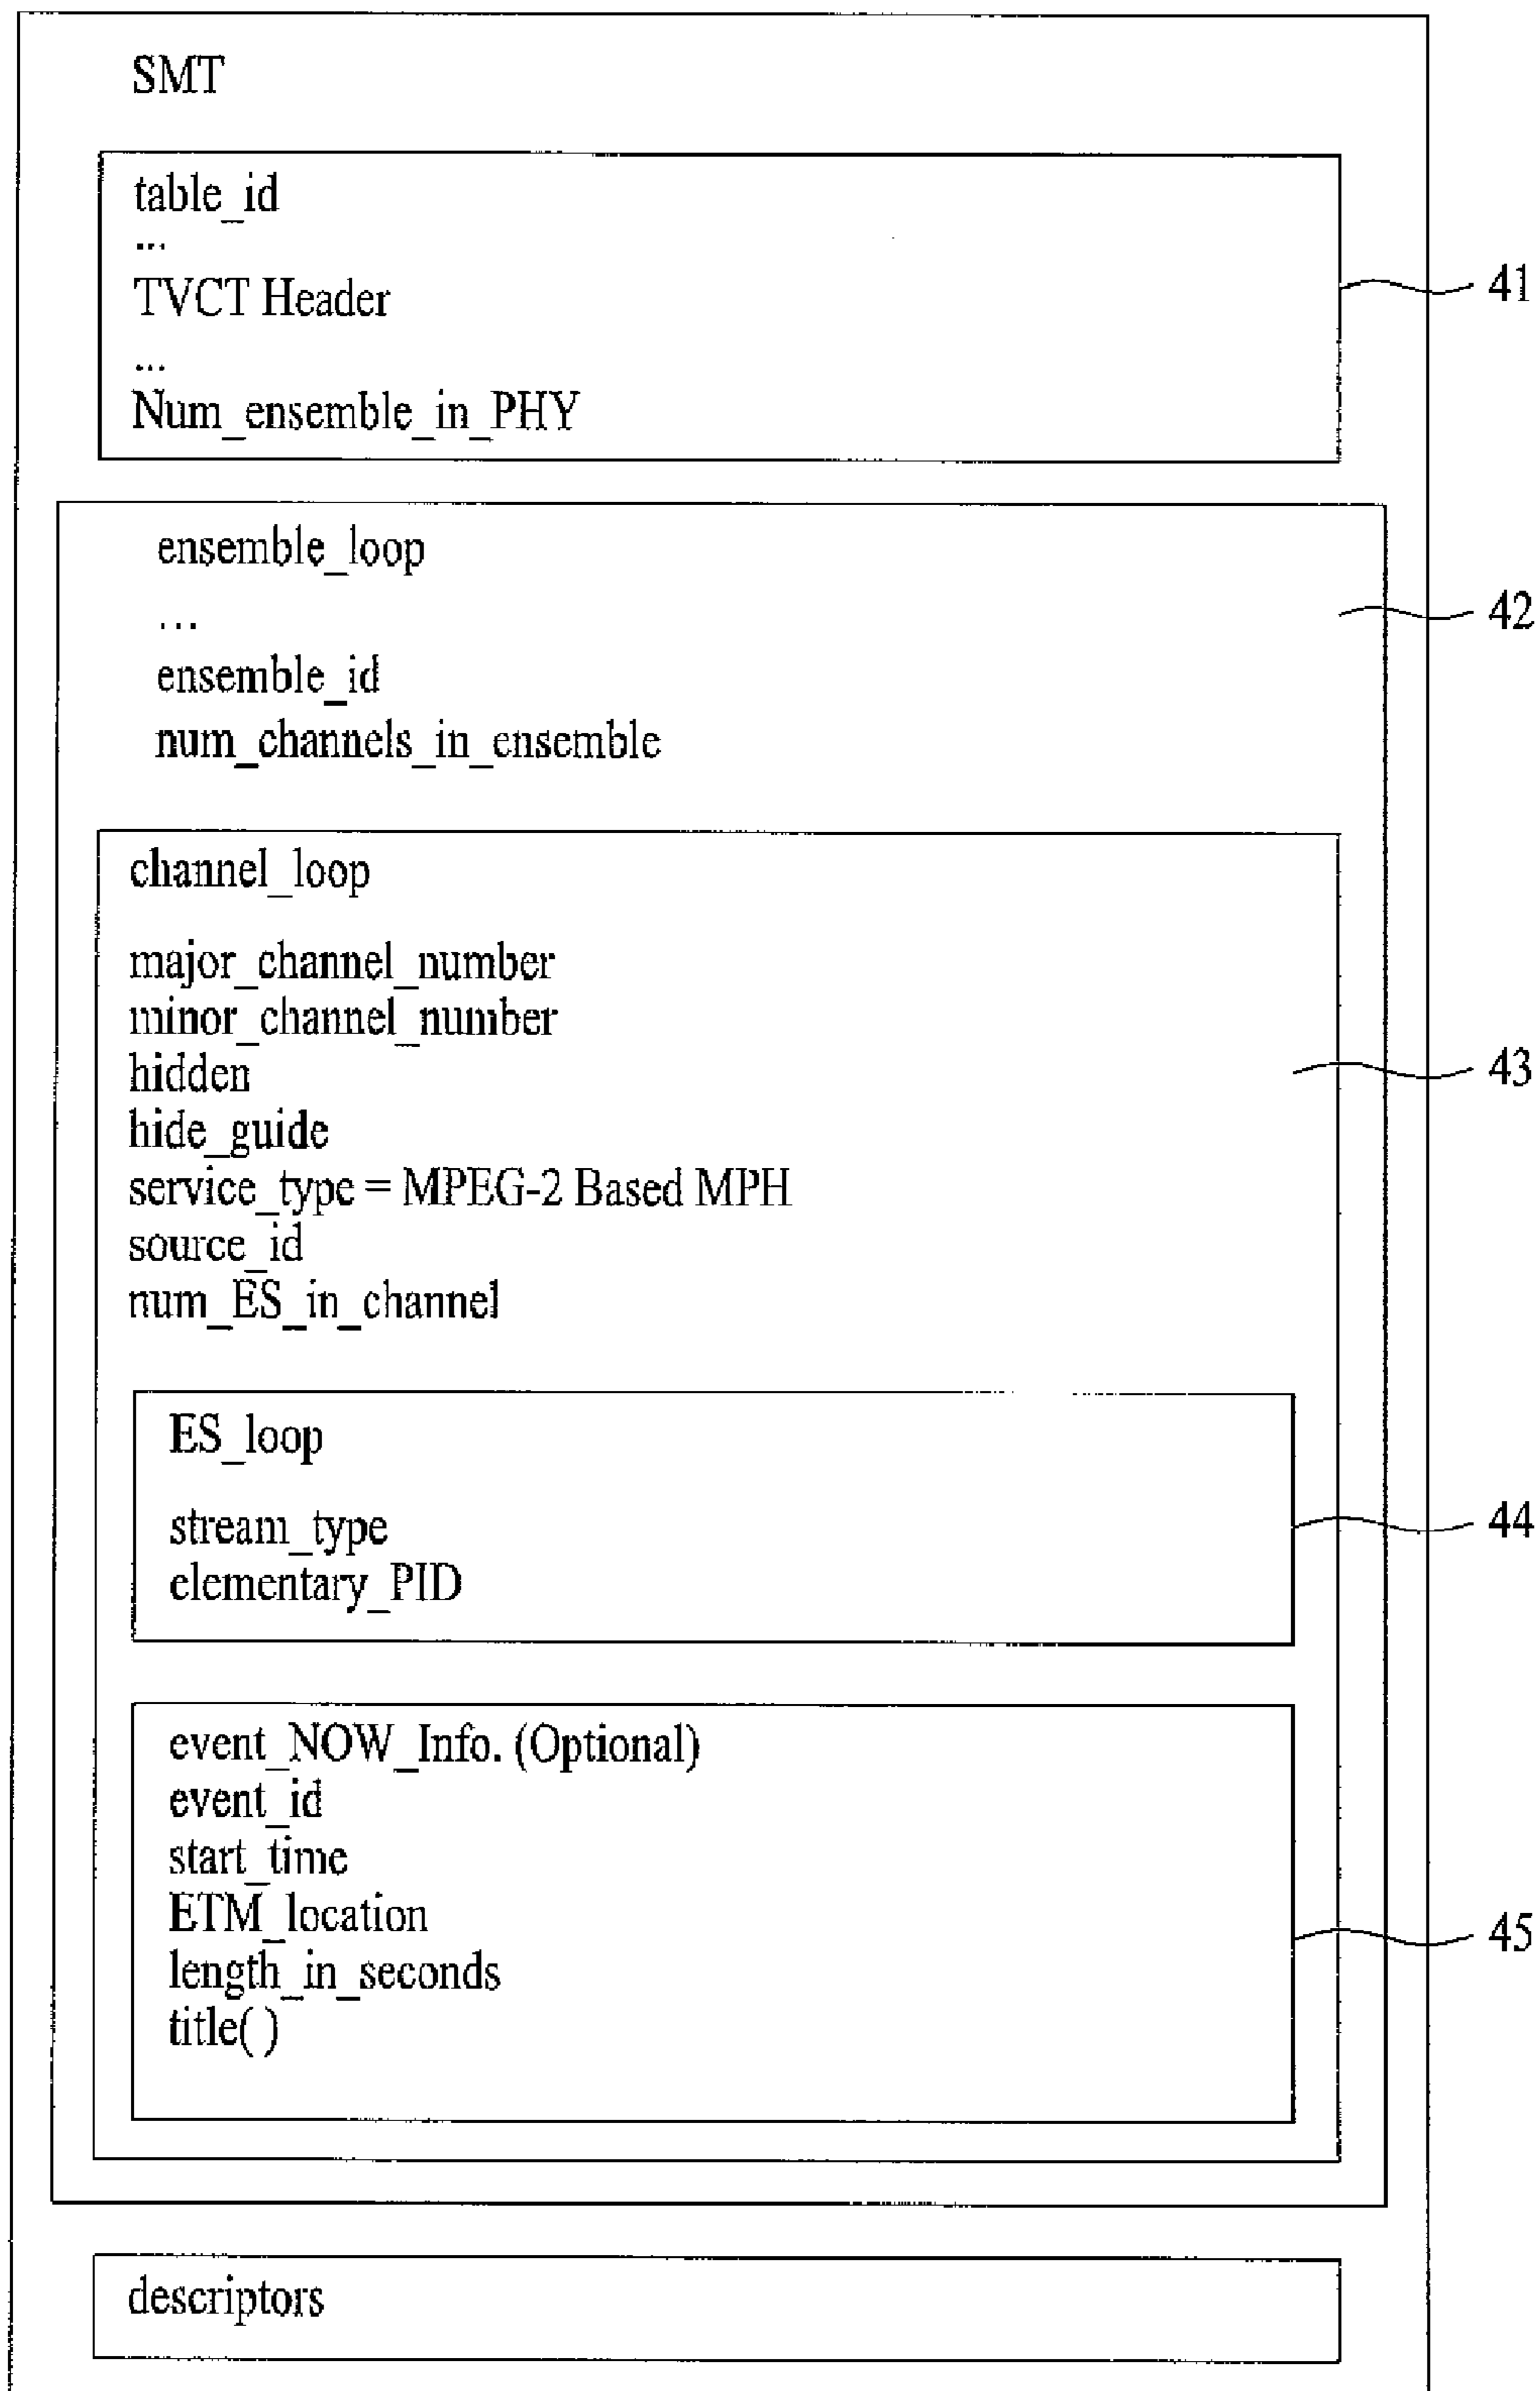 SMT
table_id
...
TVCT Header
...
Num_ensemble_in_PHY
41
ensemble_loop
...
42
ensemble_id
num_channels_in_ensemble
channel_loop
major_channel_number
minor_channel_number
hidden
43
hide_guide
service_type = MPEG-2 Based MPH
source_id
num_ES_in_channel
ES_loop
stream_type
44
elementary_PID
event_NOW_Info. (Optional)
event_id
start_time
ETM_location
45
length_in_seconds
title( )
descriptors